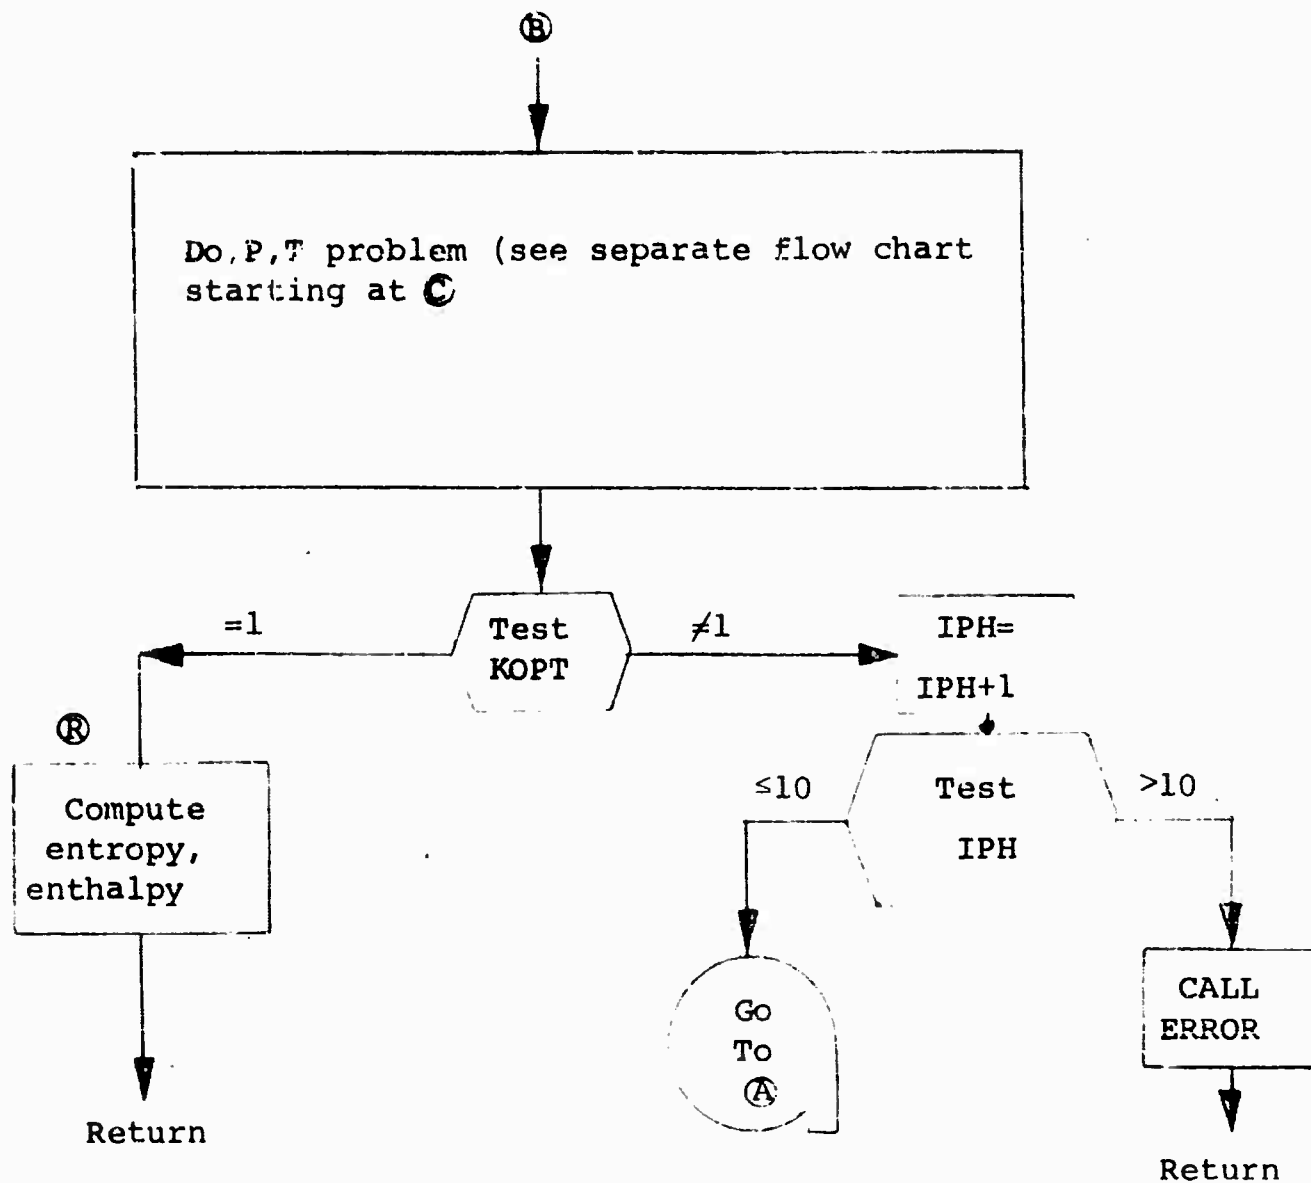 Ⓑ
Do,P,T problem (see separate flow chart
starting at Ⓒ
=1
Test
KOPT
≠1
IPH=
IPH+1
Ⓡ
Compute
entropy,
enthalpy
≤10
Test
IPH
>10
Go
To
Ⓐ
CALL
ERROR
Return
Return